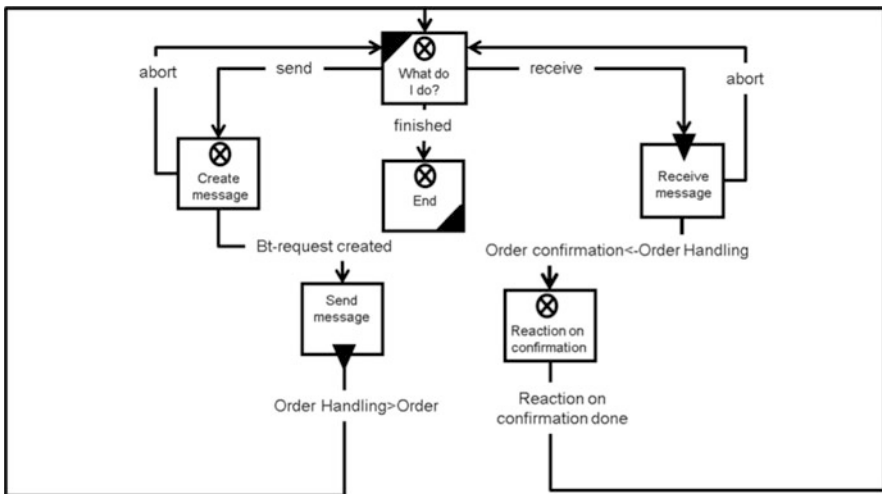 What do
I do?
abort
send
receive
abort
finished
Create
message
End
Receive
message
Bt-request created
Order confirmation<-Order Handling
Send
message
Reaction on
confirmation
Order Handling>Order
Reaction on
confirmation done